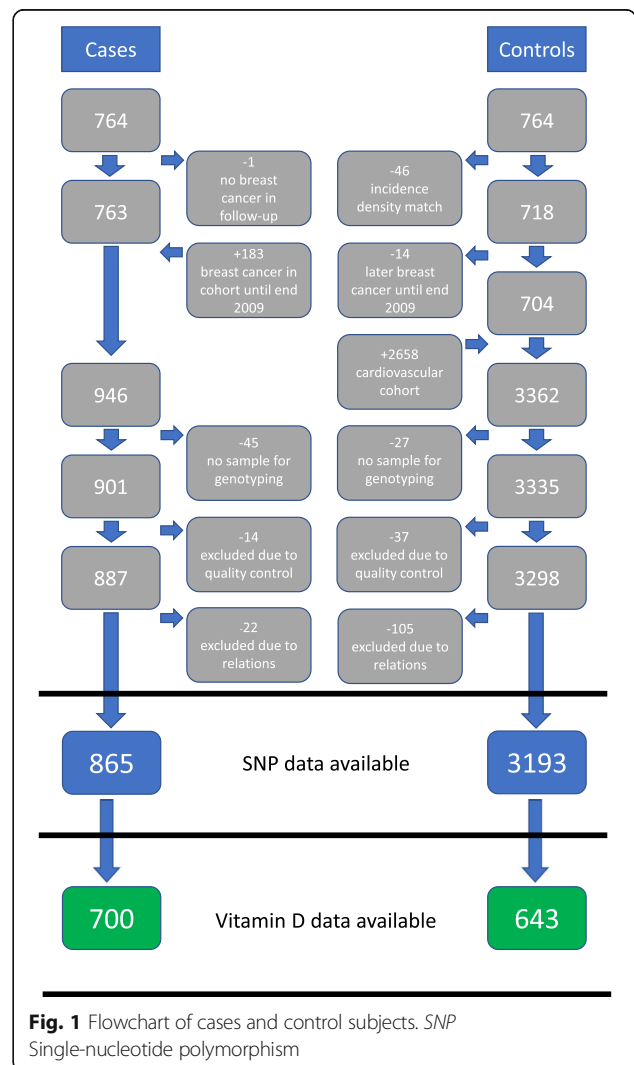 Cases
Controls
764
764
-1
no breast
cancer in
follow-up
-46
incidence
density match
763
718
+183
breast cancer in
cohort until end
2009
-14
later breast
cancer until end
2009
704
+2658
cardiovascular
cohort
946
3362
-45
no sample for
genotyping
-27
no sample for
genotyping
901
3335
-14
excluded due to
quality control
-37
excluded due to
quality control
887
3298
-22
excluded due to
relations
-105
excluded due to
relations
865
SNP data available
3193
700
Vitamin D data available
643
Fig. 1 Flowchart of cases and control subjects. SNP
Single-nucleotide polymorphism